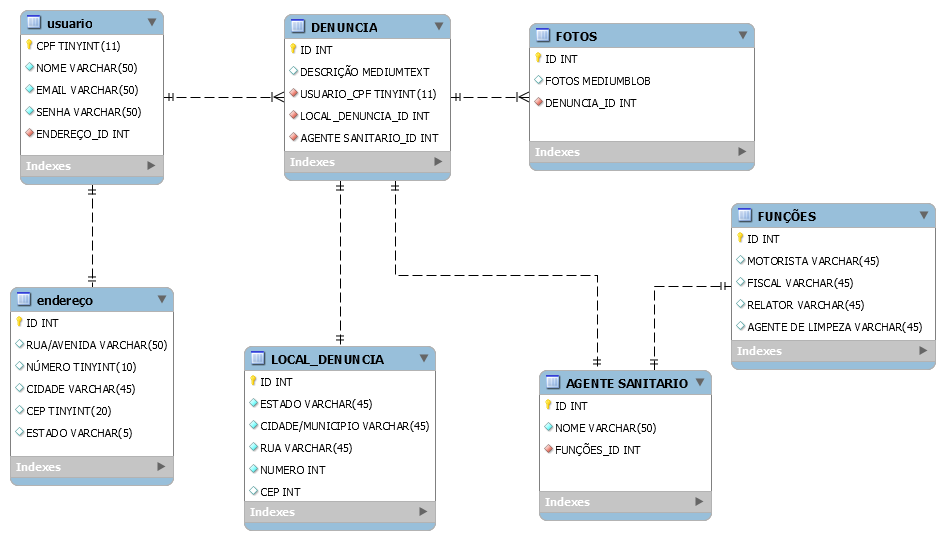 usuario
CPF TINYINT(11)
NOME VARCHAR(50)
EMAIL VARCHAR(50)
SENHA VARCHAR(50)
ENDEREÇO_ID INT
Indexes
DENUNCIA
ID INT
DESCRIÇÃO MEDIUMTEXT
USUARIO_CPF TINYINT(11)
LOCAL_DENUNCIA_ID INT
AGENTE SANITARIO_ID INT
Indexes
FOTOS
ID INT
FOTOS MEDIUMBLOB
DENUNCIA_ID INT
Indexes
FUNÇÕES
ID INT
MOTORISTA VARCHAR(45)
FISCAL VARCHAR(45)
RELATOR VARCHAR(45)
AGENTE DE LIMPEZA VARCHAR(45)
Indexes
endereço
ID INT
RUA/AVENIDA VARCHAR(50)
NÚMERO TINYINT(10)
CIDADE VARCHAR(45)
CEP TINYINT(20)
ESTADO VARCHAR(5)
Indexes
LOCAL_DENUNCIA
ID INT
ESTADO VARCHAR(45)
CIDADE/MUNICIPIO VARCHAR(45)
RUA VARCHAR(45)
NUMERO INT
CEP INT
Indexes
AGENTE SANITARIO
ID INT
NOME VARCHAR(50)
FUNÇÕES_ID INT
Indexes